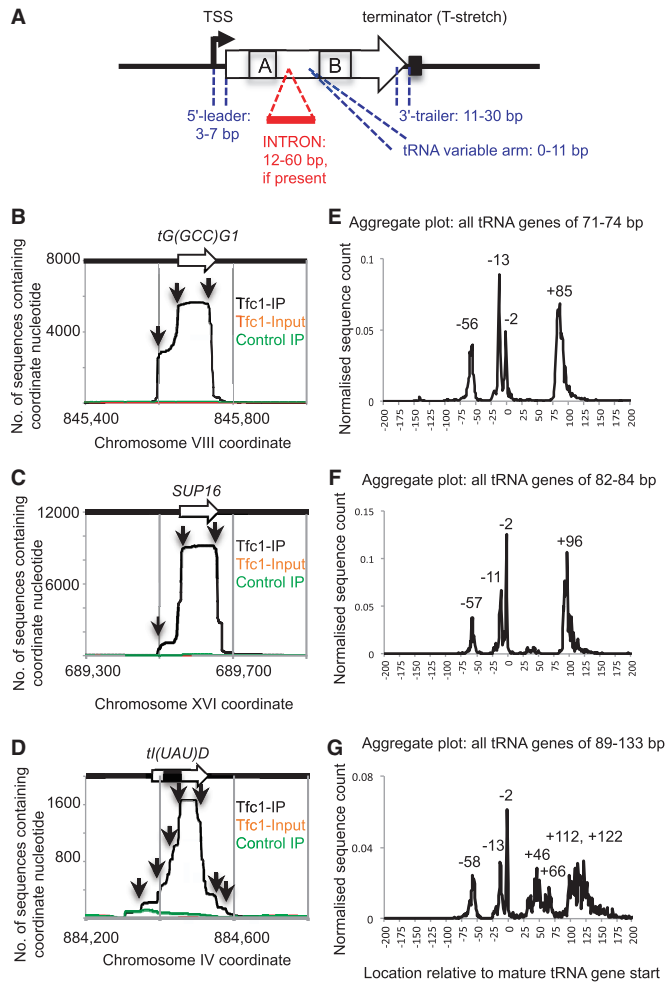 A
TSS
terminator (T-stretch)
A
B
5'-leader:
3-7 bp
3'-trailer: 11-30 bp
INTRON:
12-60 bp,
if present
tRNA variable arm: 0-11 bp
B
tG(GCC)G1
No. of sequences containing
coordinate nucleotide
8000
4000
Tfc1-IP
Tfc1-Input
Control IP
845,400
845,800
Chromosome VIII coordinate
E
Aggregate plot: all tRNA genes of 71-74 bp
Normalised sequence count
0.1
0.05
0
-56
-13
-2
+85
-200
-175
-150
-125
-100
-75
-50
-25
0
25
50
75
100
125
150
175
200
C
SUP16
No. of sequences containing
coordinate nucleotide
12000
6000
Tfc1-IP
Tfc1-Input
Control IP
689,300
689,700
Chromosome XVI coordinate
F
Aggregate plot: all tRNA genes of 82-84 bp
Normalised sequence count
0.15
0.1
0.05
0
-57
-11
-2
+96
-200
-175
-150
-125
-100
-75
-50
-25
0
25
50
75
100
125
150
175
200
D
tI(UAU)D
No. of sequences containing
coordinate nucleotide
1600
800
Tfc1-IP
Tfc1-Input
Control IP
884,200
884,600
Chromosome IV coordinate
G
Aggregate plot: all tRNA genes of 89-133 bp
Normalised sequence count
0.08
0.04
0
-58
-13
-2
+46
+66
+112, +122
-200
-175
-150
-125
-100
-75
-50
-25
0
25
50
75
100
125
150
175
200
Location relative to mature tRNA gene start